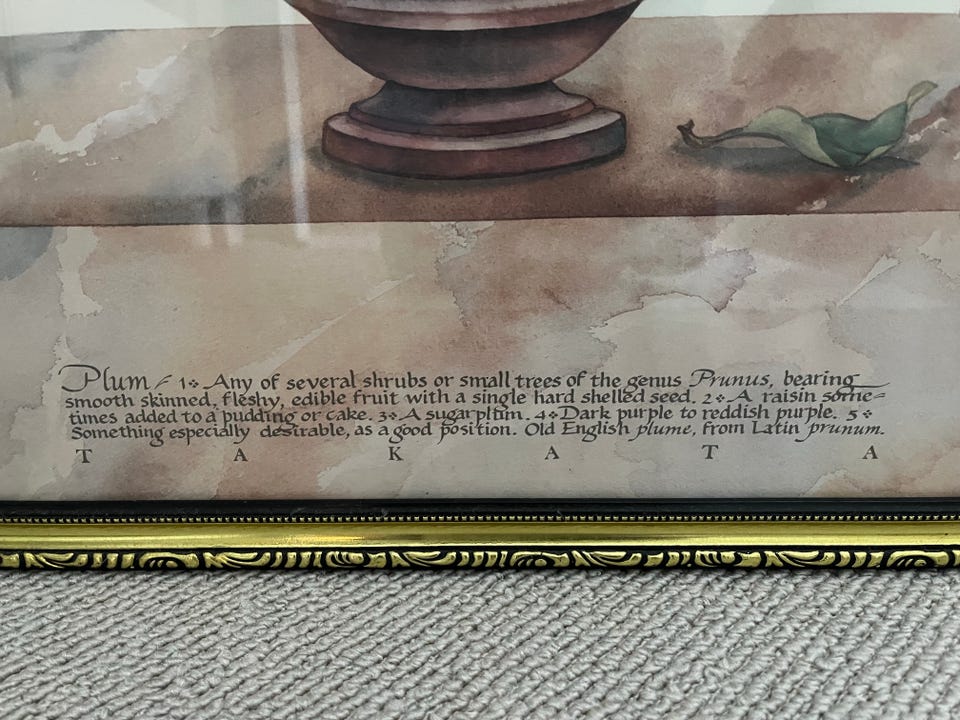 Plum ~ 1❖ Any of several shrubs or small trees of the genus Prunus, bearing
smooth skinned, fleshy, edible fruit with a single hard shelled seed. 2❖ A raisin some=
times added to a pudding or cake. 3❖ A sugarplum. 4❖ Dark purple to reddish purple. 5❖
Something especially desirable, as a good position. Old English plume, from Latin prunum.
T A K A T A